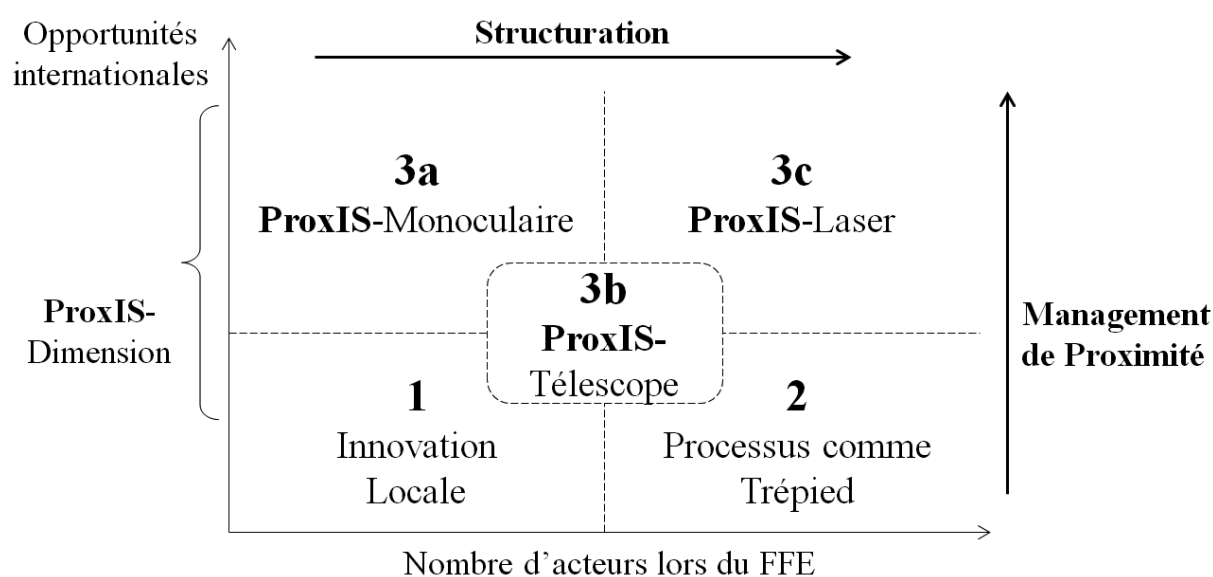 Opportunités
internationales
Structuration
3a
ProxIS-Monoculaire
3c
ProxIS-Laser
3b
ProxIS-
Télescope
ProxIS-
Dimension
Management
de Proximité
1
Innovation
Locale
2
Processus comme
Trépied
Nombre d’acteurs lors du FFE